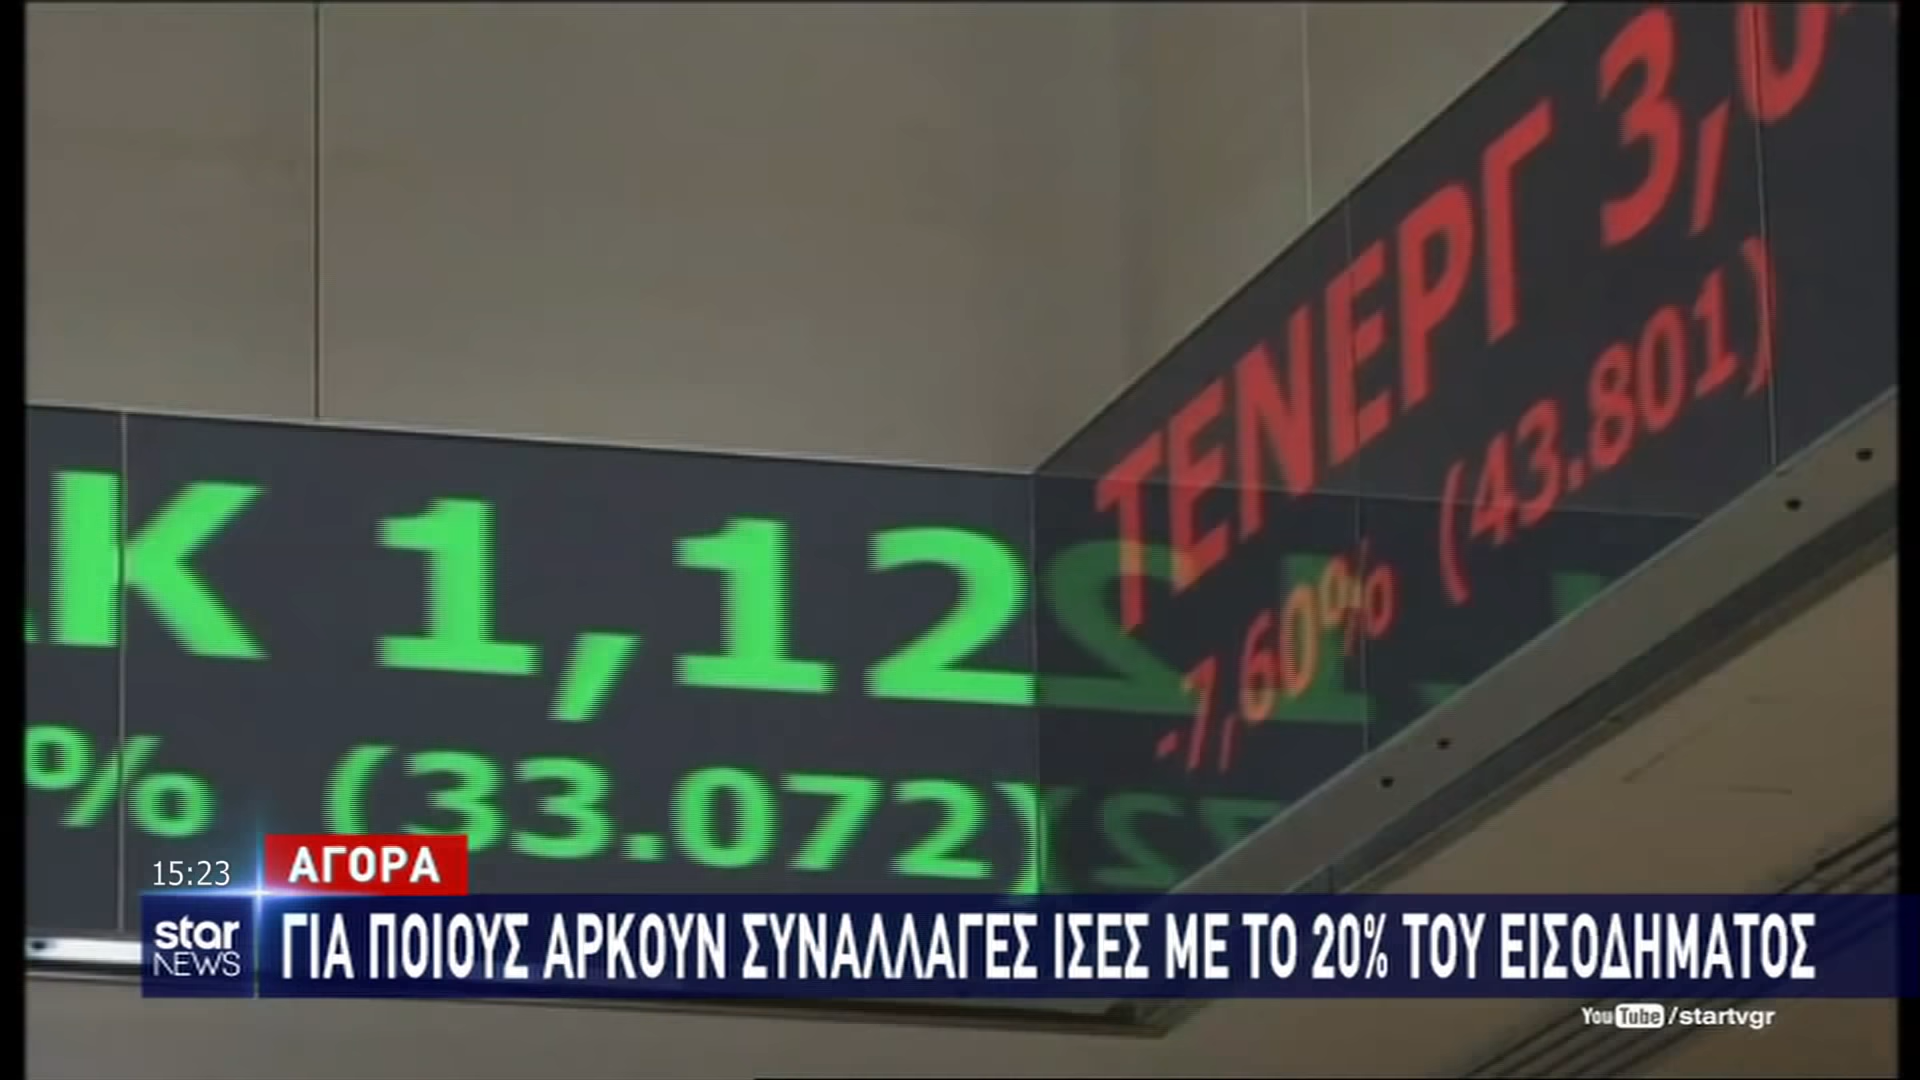 ΤΕΝΕΡΓ 3,0
-7,60% (43.801)
Κ 1,12
% (33.072)
15:23
ΑΓΟΡΑ
star
NEWS
ΓΙΑ ΠΟΙΟΥΣ ΑΡΚΟΥΝ ΣΥΝΑΛΛΑΓΕΣ ΙΣΕΣ ΜΕ ΤΟ 20% ΤΟΥ ΕΙΣΟΔΗΜΑΤΟΣ
YouTube/startvgr